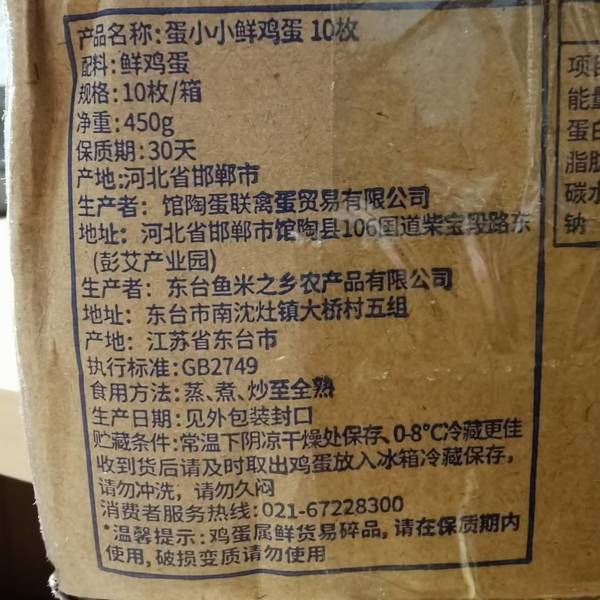 产品名称:蛋小小鲜鸡蛋 10枚
配料:鲜鸡蛋
规格:10枚/箱
净重:450g
保质期:30天
产地:河北省邯郸市
生产者: 馆陶蛋联禽蛋贸易有限公司
地址: 河北省邯郸市馆陶县106国道柴宝段路东
(彭艾产业园)
生产者: 东台鱼米之乡农产品有限公司
地址: 东台市南沈灶镇大桥村五组
产地: 江苏省东台市
执行标准:GB2749
食用方法:蒸、煮、炒至全熟
生产日期:见外包装封口
贮藏条件:常温下阴凉干燥处保存、0-8℃冷藏更佳
收到货后请及时取出鸡蛋放入冰箱冷藏保存,
请勿冲洗, 请勿久闷
消费者服务热线:021-67228300
*温馨提示: 鸡蛋属鲜货易碎品, 请在保质期内
使用, 破损变质请勿使用
项目
能量
蛋白
脂肪
碳水
钠